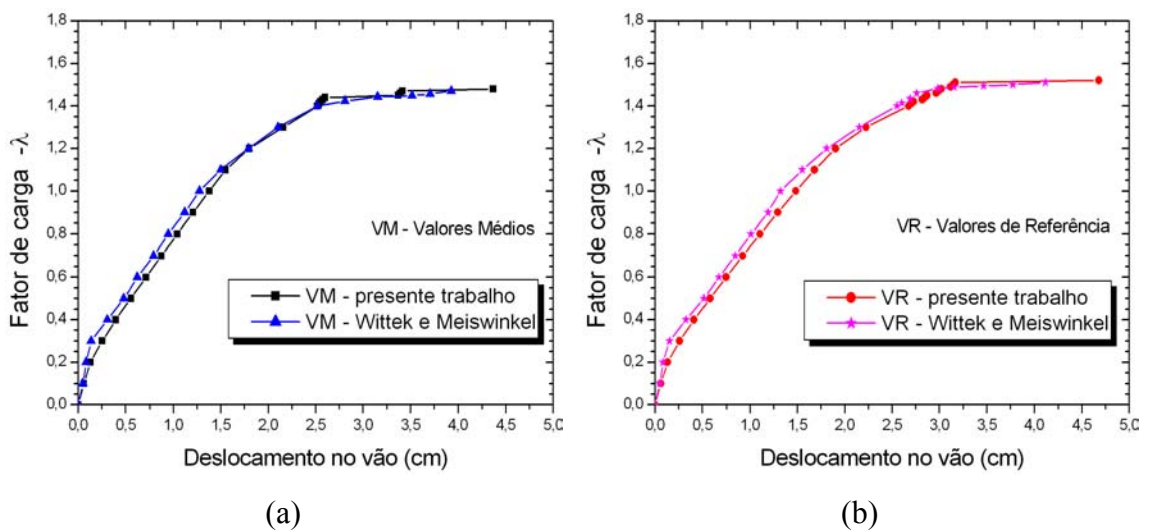 1,8
1,6
1,4
1,2
1,0
0,8
0,6
0,4
0,2
0,0
Fator de carga -λ
VM - Valores Médios
VM - presente trabalho
VM - Wittek e Meiswinkel
0,0 0,5 1,0 1,5 2,0 2,5 3,0 3,5 4,0 4,5 5,0
Deslocamento no vão (cm)
(a)
1,8
1,6
1,4
1,2
1,0
0,8
0,6
0,4
0,2
0,0
Fator de carga -λ
VR - Valores de Referência
VR - presente trabalho
VR - Wittek e Meiswinkel
0,0 0,5 1,0 1,5 2,0 2,5 3,0 3,5 4,0 4,5 5,0
Deslocamento no vão (cm)
(b)